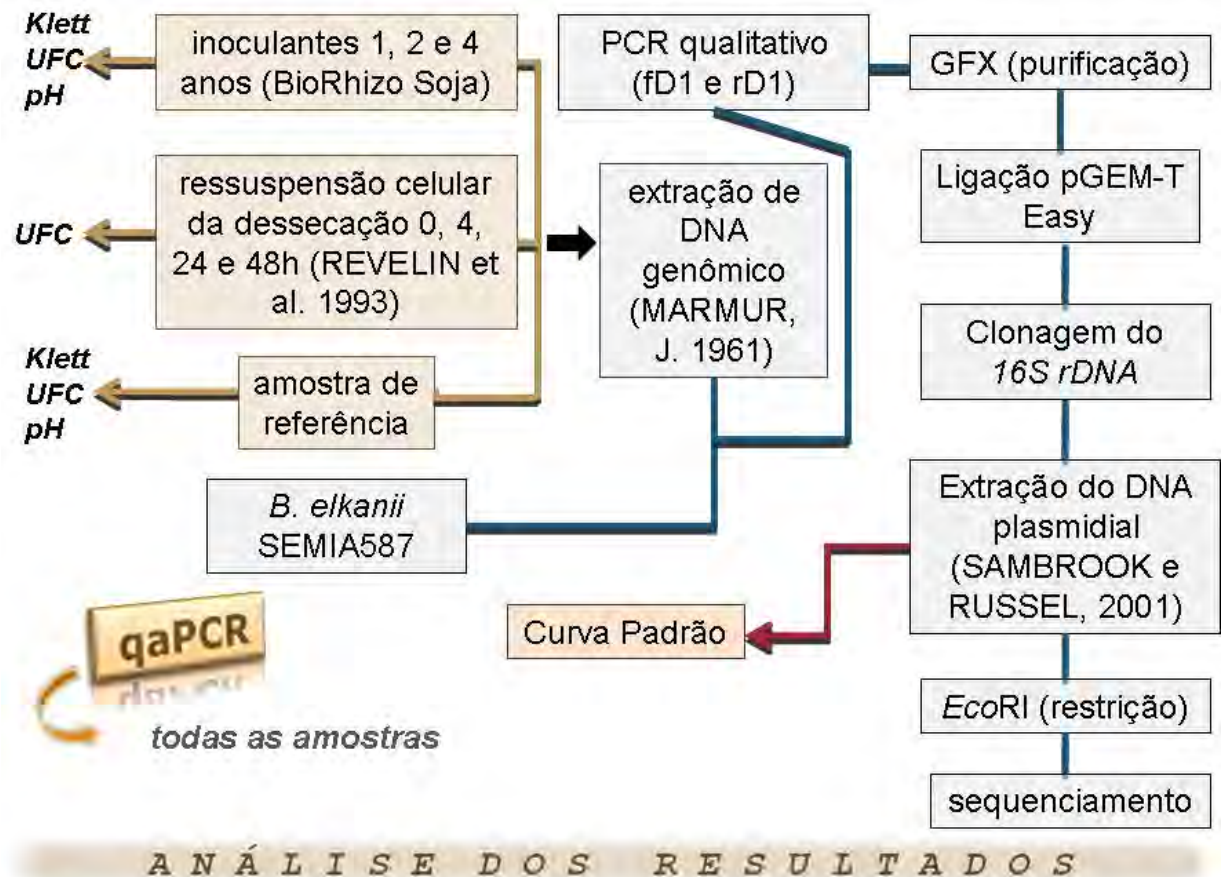 Klett
UFC
pH
inoculantes 1, 2 e 4
anos (BioRhizo Soja)
UFC
ressuspensão celular
da dessecação 0, 4,
24 e 48h (REVELIN et
al. 1993)
Klett
UFC
pH
amostra de
referência
extração de
DNA
genômico
(MARMUR,
J. 1961)
B. elkanii
SEMIA587
PCR qualitativo
(fD1 e rD1)
GFX (purificação)
Ligação pGEM-T
Easy
Clonagem do
16S rDNA
Extração do DNA
plasmidial
(SAMBROOK e
RUSSEL, 2001)
Curva Padrão
EcoRI (restrição)
sequenciamento
qaPCR
todas as amostras
ANÁLISE DOS RESULTADOS